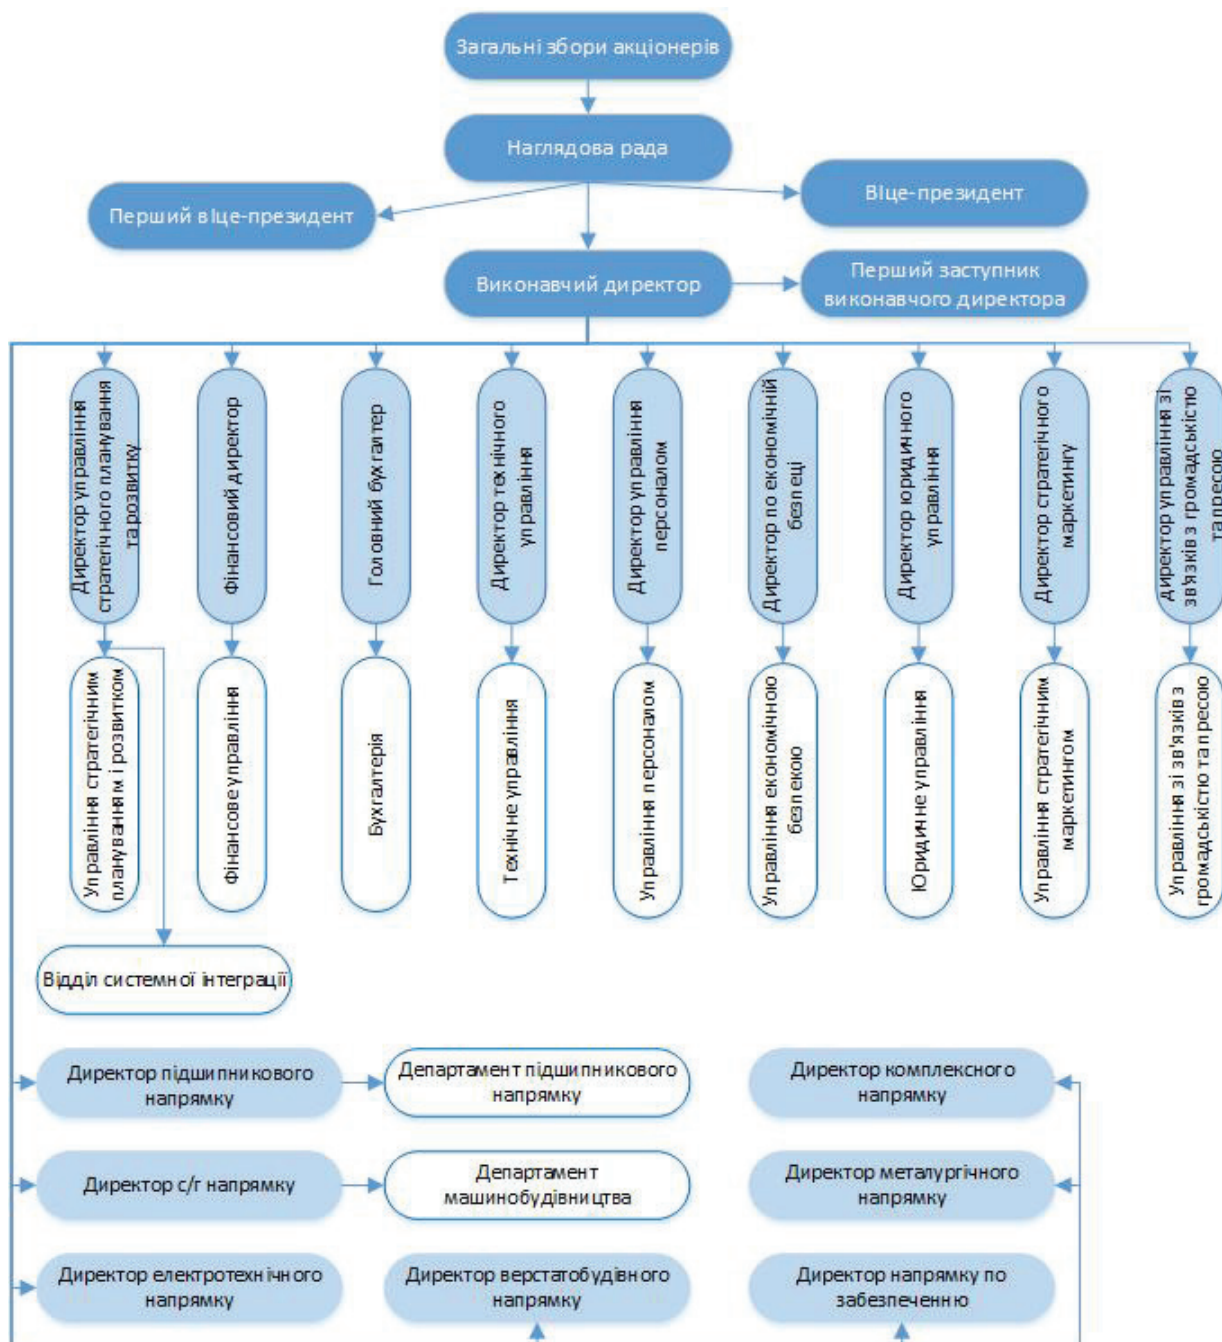 Загальні збори акціонерів
Наглядова рада
Перший віце-президент
Віце-президент
Виконавчий директор
Перший заступник
виконавчого директора
Директор управління
стратегічного планування
та розвитку
Фінансовий директор
Головний бухгалтер
Директор технічного
управління
Директор управління
персоналом
Директор по економічній
безпеці
Директор юридичного
управління
Директор стратегічного
маркетингу
директор управління зі
зв'язків з громадськістю
та пресою
Управління стратегічним
плануванням і розвитком
Фінансове управління
Бухгалтерія
Технічне управління
Управління персоналом
Управління економічною
безпекою
Юридичне управління
Управління стратегічним
маркетингом
Управління зі зв'язків з
громадськістю та пресою
Відділ системної інтеграції
Директор підшипникового
напрямку
Департамент підшипникового
напрямку
Директор комплексного
напрямку
Директор с/г напрямку
Департамент
машинобудівництва
Директор металургічного
напрямку
Директор електротехнічного
напрямку
Директор верстатобудівного
напрямку
Директор напрямку по
забезпеченню